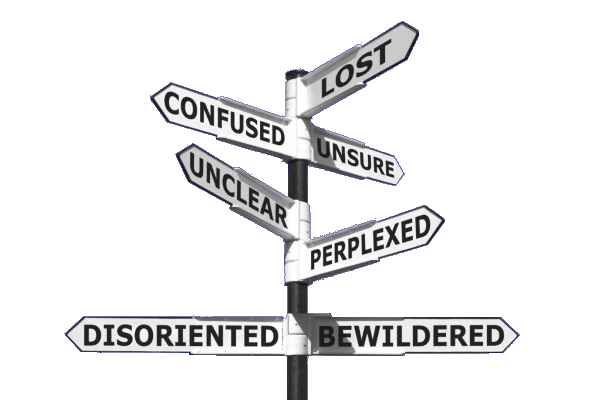 LOST
CONFUSED
UNSURE
UNCLEAR
PERPLEXED
DISORIENTED
BEWILDERED